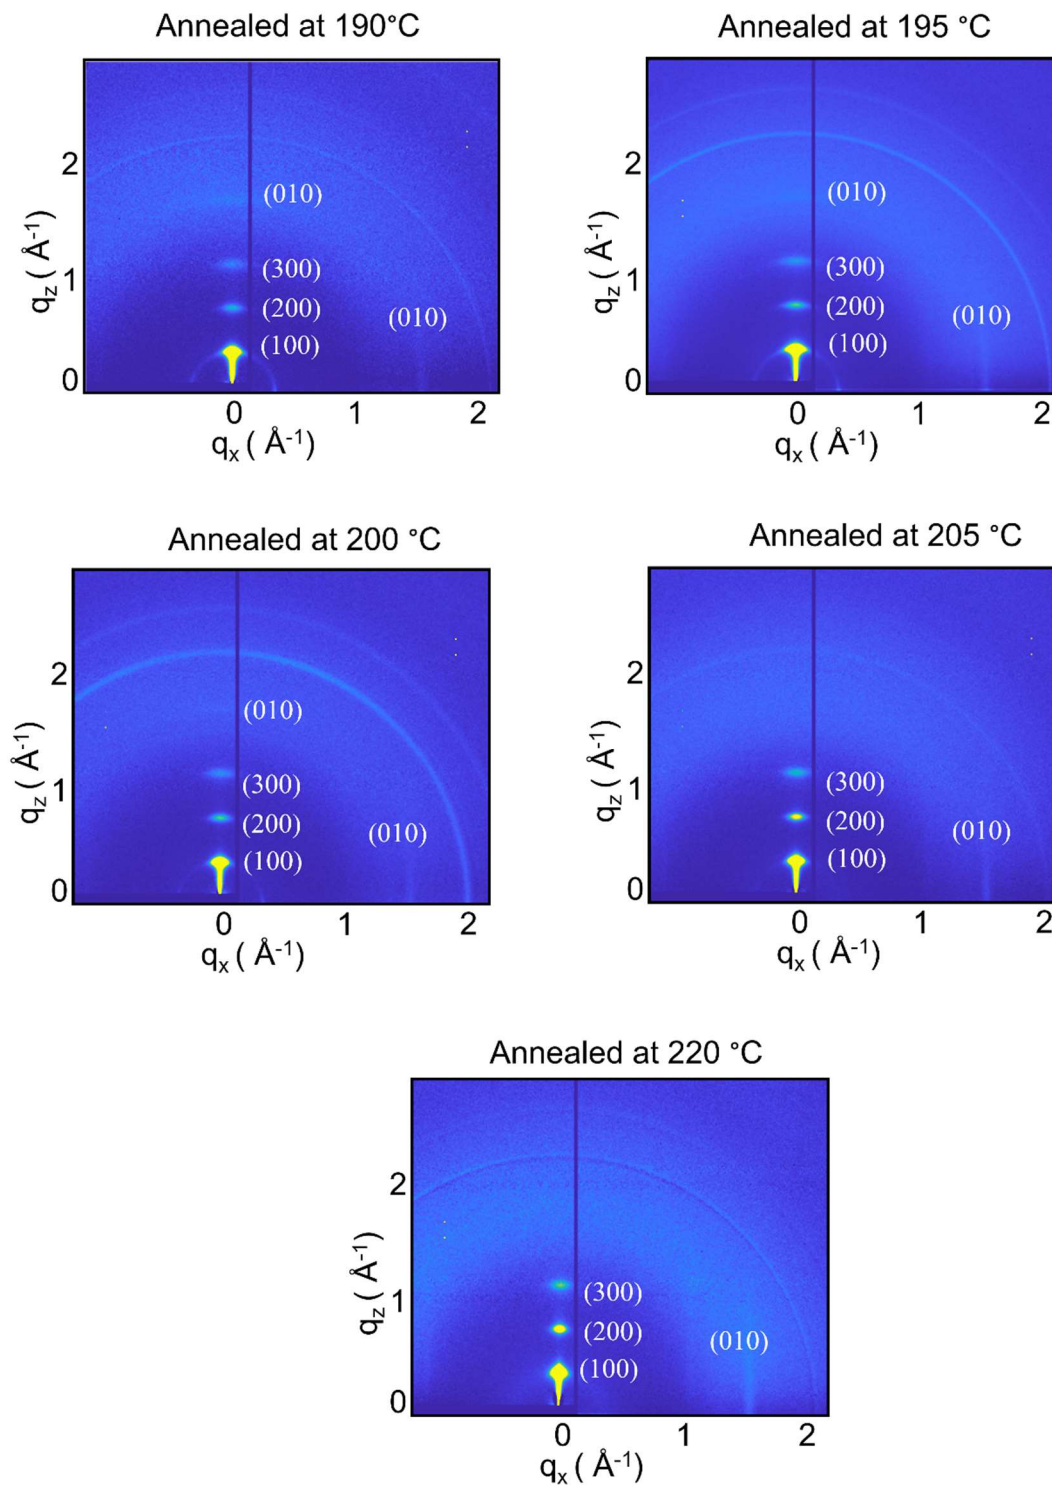 Annealed at 190°C
2
(010)
q_z ( Å⁻¹)
(300)
1
(200)
(010)
(100)
0
0 1 2
q_x ( Å⁻¹)
Annealed at 195 °C
2
(010)
q_z ( Å⁻¹)
(300)
1
(200)
(010)
(100)
0
0 1 2
q_x ( Å⁻¹)
Annealed at 200 °C
2
(010)
q_z ( Å⁻¹)
(300)
1
(200)
(010)
(100)
0
0 1 2
q_x ( Å⁻¹)
Annealed at 205 °C
2
q_z ( Å⁻¹)
(300)
1
(200)
(010)
(100)
0
0 1 2
q_x ( Å⁻¹)
Annealed at 220 °C
2
q_z ( Å⁻¹)
1
(300)
(200)
(010)
(100)
0
0 1 2
q_x ( Å⁻¹)